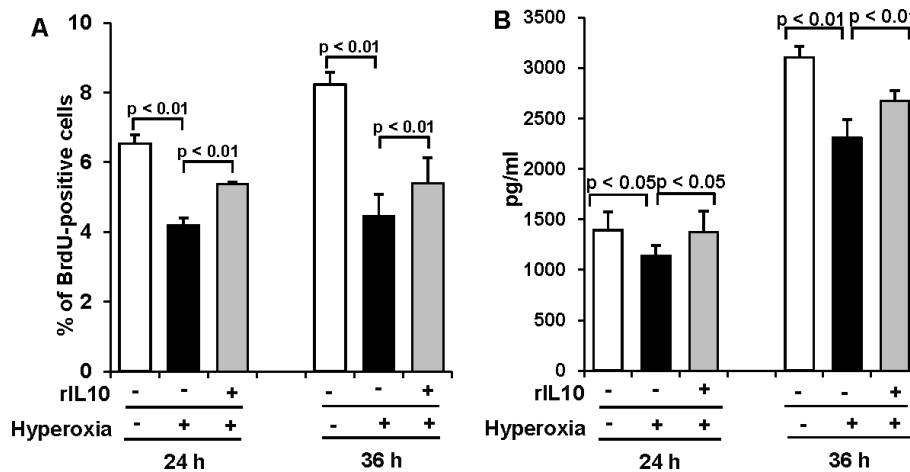 A
% of BrdU-positive cells
10
8
6
4
2
0
p < 0.01
p < 0.01
p < 0.01
p < 0.01
rIL10 - - + - - +
Hyperoxia - + + - + +
24 h 36 h
B
pg/ml
3500
3000
2500
2000
1500
1000
500
0
p < 0.05 p < 0.05
p < 0.01 p < 0.01
- - + - - +
- + + - + +
24 h 36 h